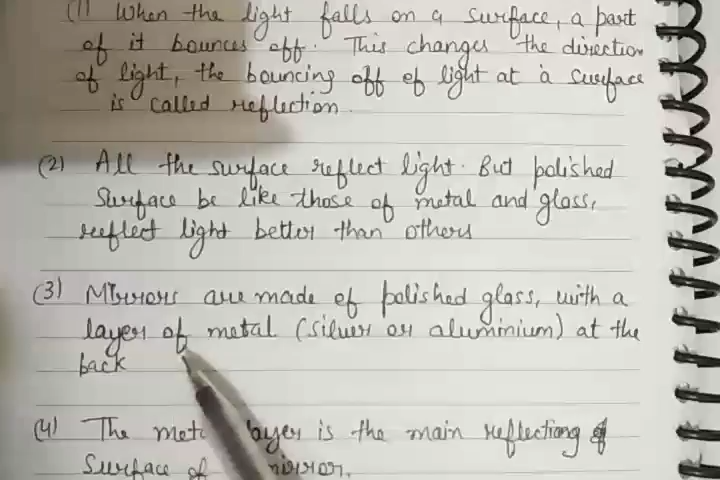 (1) When the light falls on a surface, a part
of it bounces off. This changes the direction
of light, the bouncing off of light at a surface
is called reflection.
(2) All the surface reflect light. But polished
Surface be like those of metal and glass,
reflect light better than others
(3) Mirrors are made of polished glass, with a
layer of metal (silver or aluminium) at the
back
(4) The layer is the main reflecting
Surface of mirror.